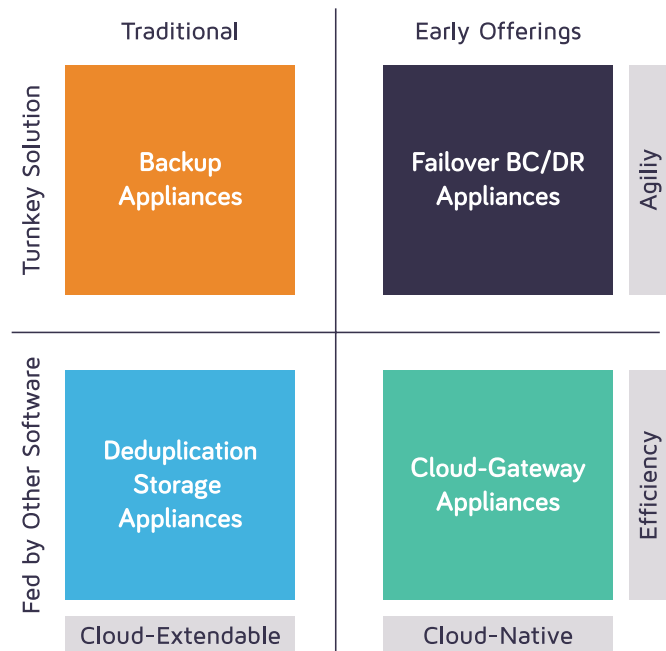 Traditional
Early Offerings
Turnkey Solution
Backup
Appliances
Failover BC/DR
Appliances
Agiliy
Fed by Other Software
Deduplication
Storage
Appliances
Cloud-Gateway
Appliances
Efficiency
Cloud-Extendable
Cloud-Native